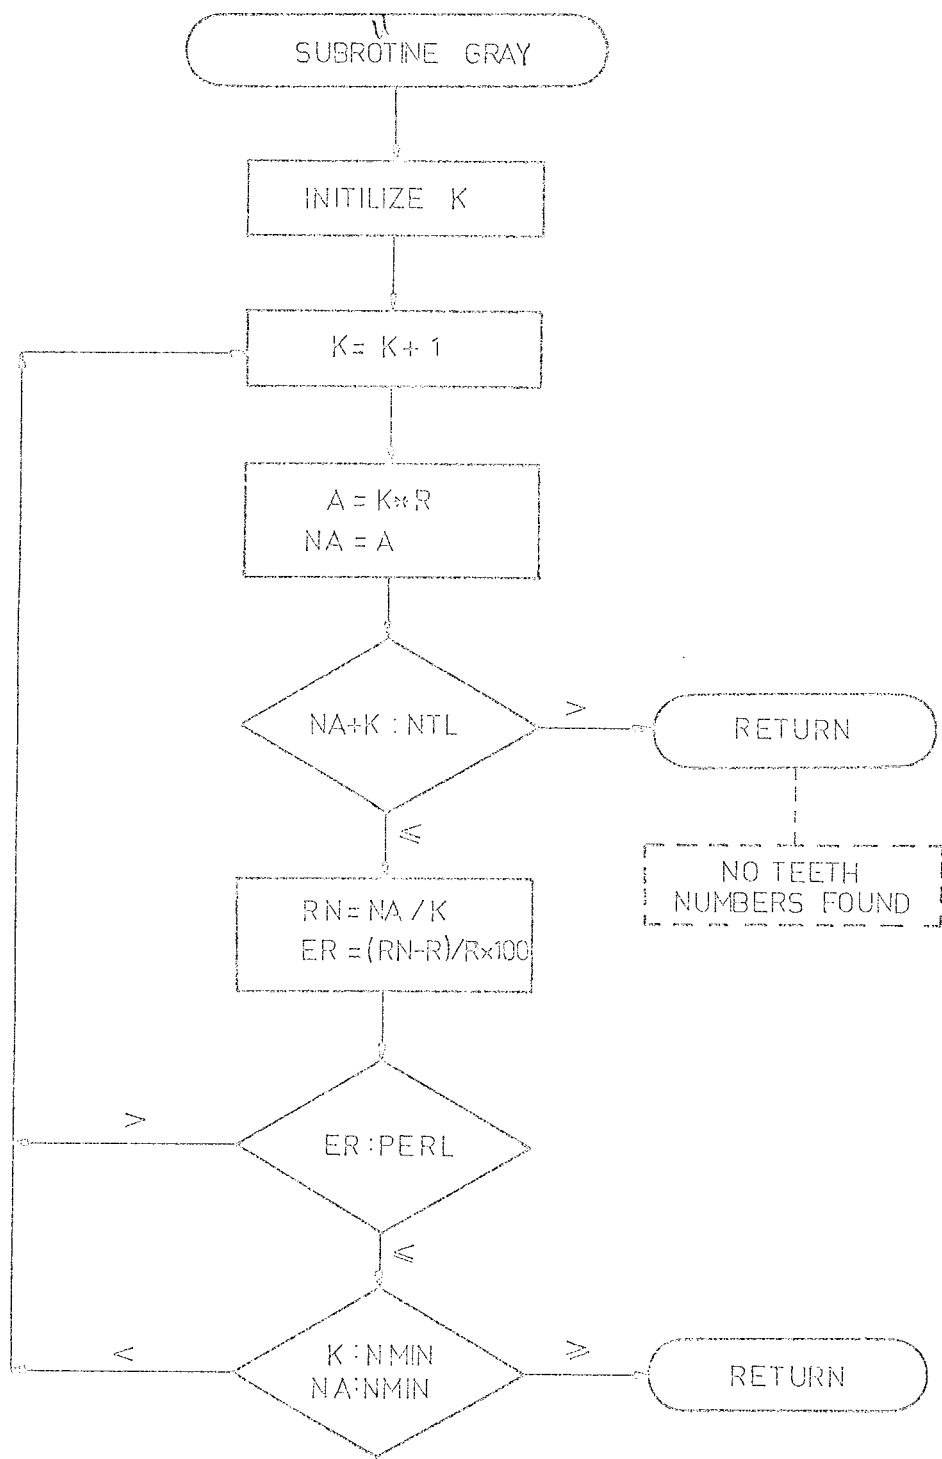 SUBROTINE GRAY
INITILIZE K
K = K + 1
A = K * R
NA = A
NA+K : NTL
>
RETURN
≤
NO TEETH
NUMBERS FOUND
RN = NA / K
ER = (RN-R)/R×100
>
ER : PERL
≤
<
K : NMIN
NA : NMIN
≥
RETURN